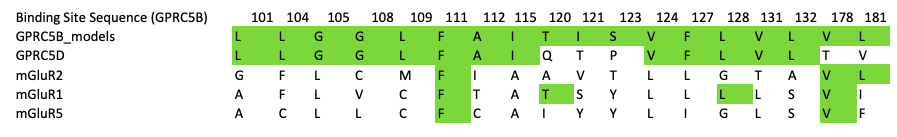 Binding Site Sequence (GPRC5B) 101 104 105 108 109 111 112 115 120 121 123 124 127 128 131 132 178 181
GPRC5B_models L L G G L F A I T I S V F L V L V L
GPRC5D L L G G L F A I Q T P V F L V L T V
mGluR2 G F L C M F I A A V T L L G T A V L
mGluR1 A F L V C F T A T S Y L L L L S V I
mGluR5 A C L L C F C A I Y Y L I G L S V F